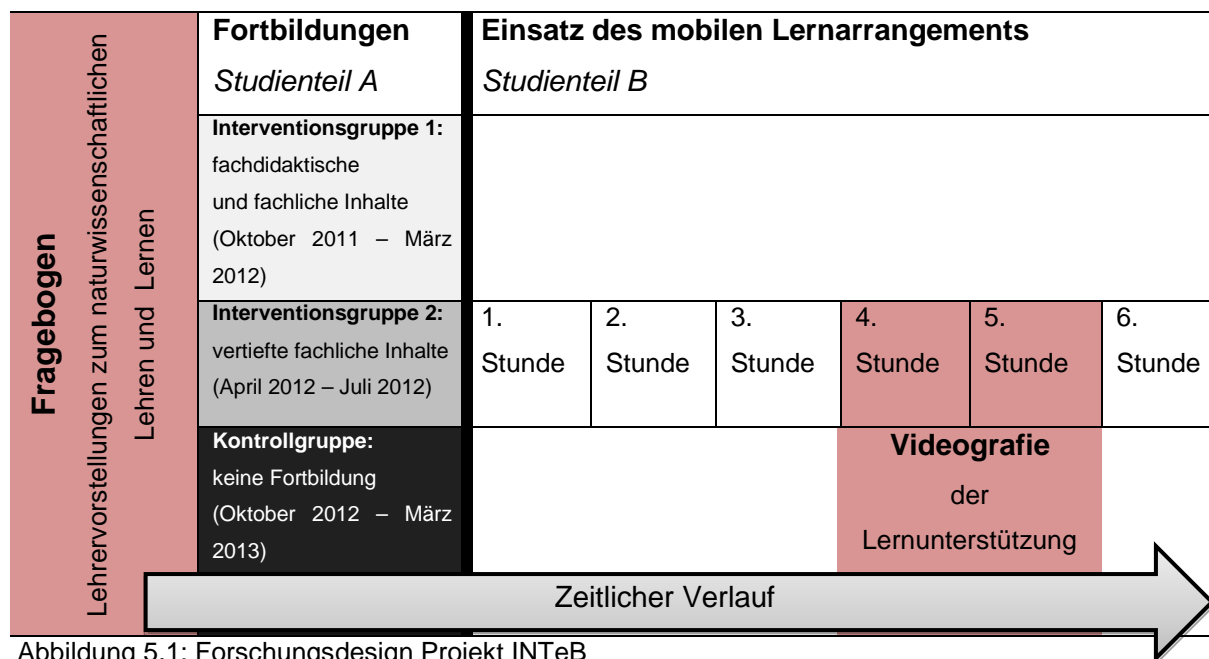 Fragebogen
Lehrervorstellungen zum naturwissenschaftlichen
Lehren und Lernen
Fortbildungen
Studienteil A
Einsatz des mobilen Lernarrangements
Studienteil B
Interventionsgruppe 1:
fachdidaktische
und fachliche Inhalte
(Oktober 2011 – März
2012)
Interventionsgruppe 2:
vertiefte fachliche Inhalte
(April 2012 – Juli 2012)
1.
Stunde
2.
Stunde
3.
Stunde
4.
Stunde
5.
Stunde
6.
Stunde
Kontrollgruppe:
keine Fortbildung
(Oktober 2012 – März
2013)
Videografie
der
Lernunterstützung
Zeitlicher Verlauf
Abbildung 5.1: Forschungsdesign Projekt INTeB